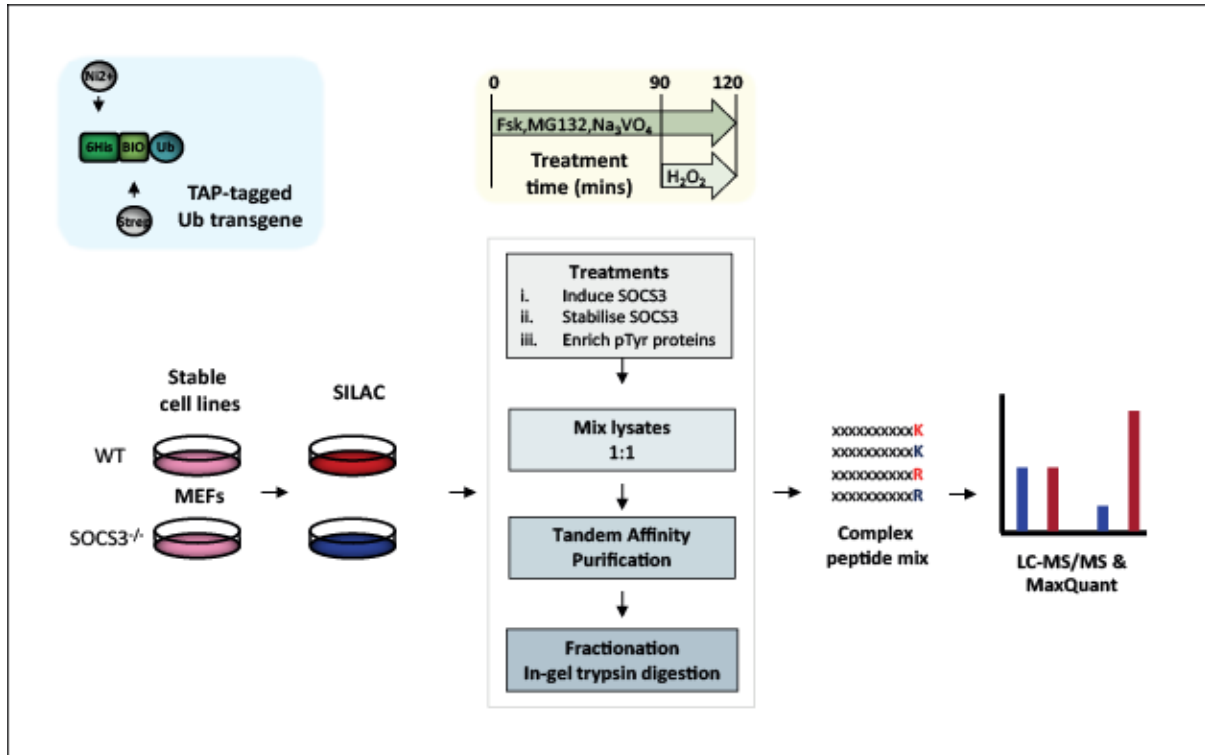 Ni2+
6His BIO Ub
Strep
TAP-tagged
Ub transgene
0 90 120
Fsk,MG132,Na₃VO₄
Treatment
time (mins)
H₂O₂
Treatments
i. Induce SOCS3
ii. Stabilise SOCS3
iii. Enrich pTyr proteins
Stable
cell lines
SILAC
WT
MEFs
SOCS3⁻/⁻
Mix lysates
1:1
Tandem Affinity
Purification
Fractionation
In-gel trypsin digestion
xxxxxxxxxxK
xxxxxxxxxxK
xxxxxxxxxxR
xxxxxxxxxxR
Complex
peptide mix
LC-MS/MS &
MaxQuant